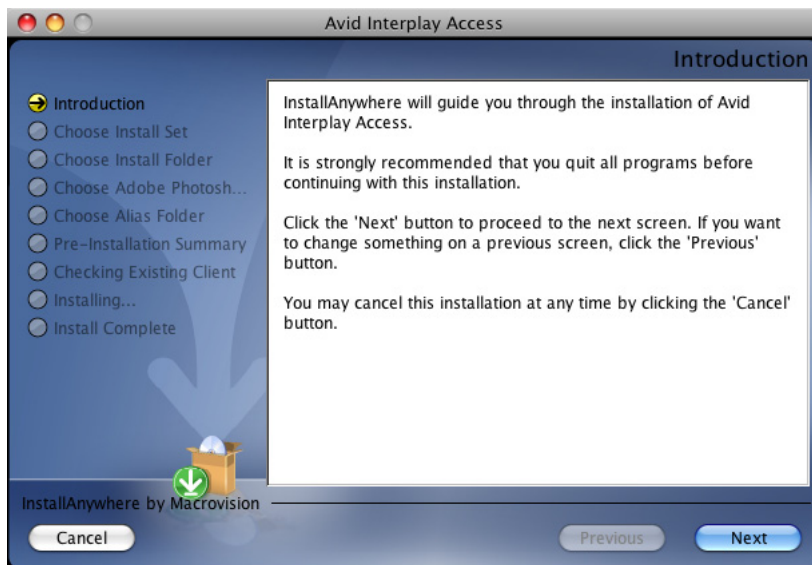 Avid Interplay Access
Introduction
Introduction
Choose Install Set
Choose Install Folder
Choose Adobe Photosh...
Choose Alias Folder
Pre-Installation Summary
Checking Existing Client
Installing...
Install Complete
InstallAnywhere will guide you through the installation of Avid
Interplay Access.
It is strongly recommended that you quit all programs before
continuing with this installation.
Click the 'Next' button to proceed to the next screen. If you want
to change something on a previous screen, click the 'Previous'
button.
You may cancel this installation at any time by clicking the 'Cancel'
button.
InstallAnywhere by Macrovision
Cancel
Previous
Next